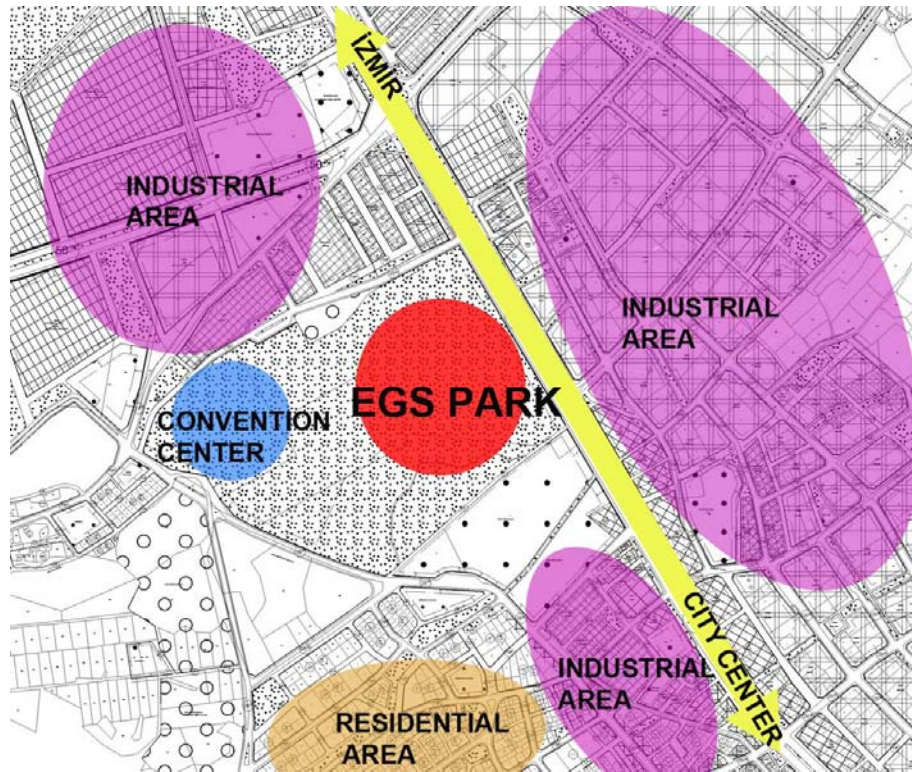 İZMİR
INDUSTRIAL
AREA
INDUSTRIAL
AREA
EGS PARK
CONVENTION
CENTER
CITY CENTER
INDUSTRIAL
AREA
RESIDENTIAL
AREA